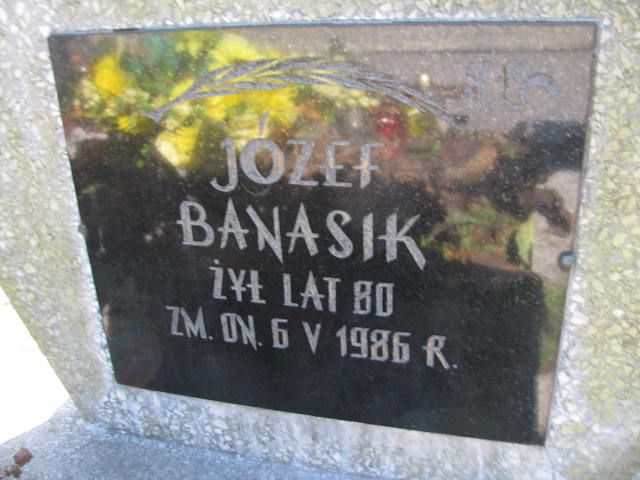 Ś.P.
JÓZEF
BANASIK
ŻYŁ LAT 80
ZM. DN. 6 V 1986 R.